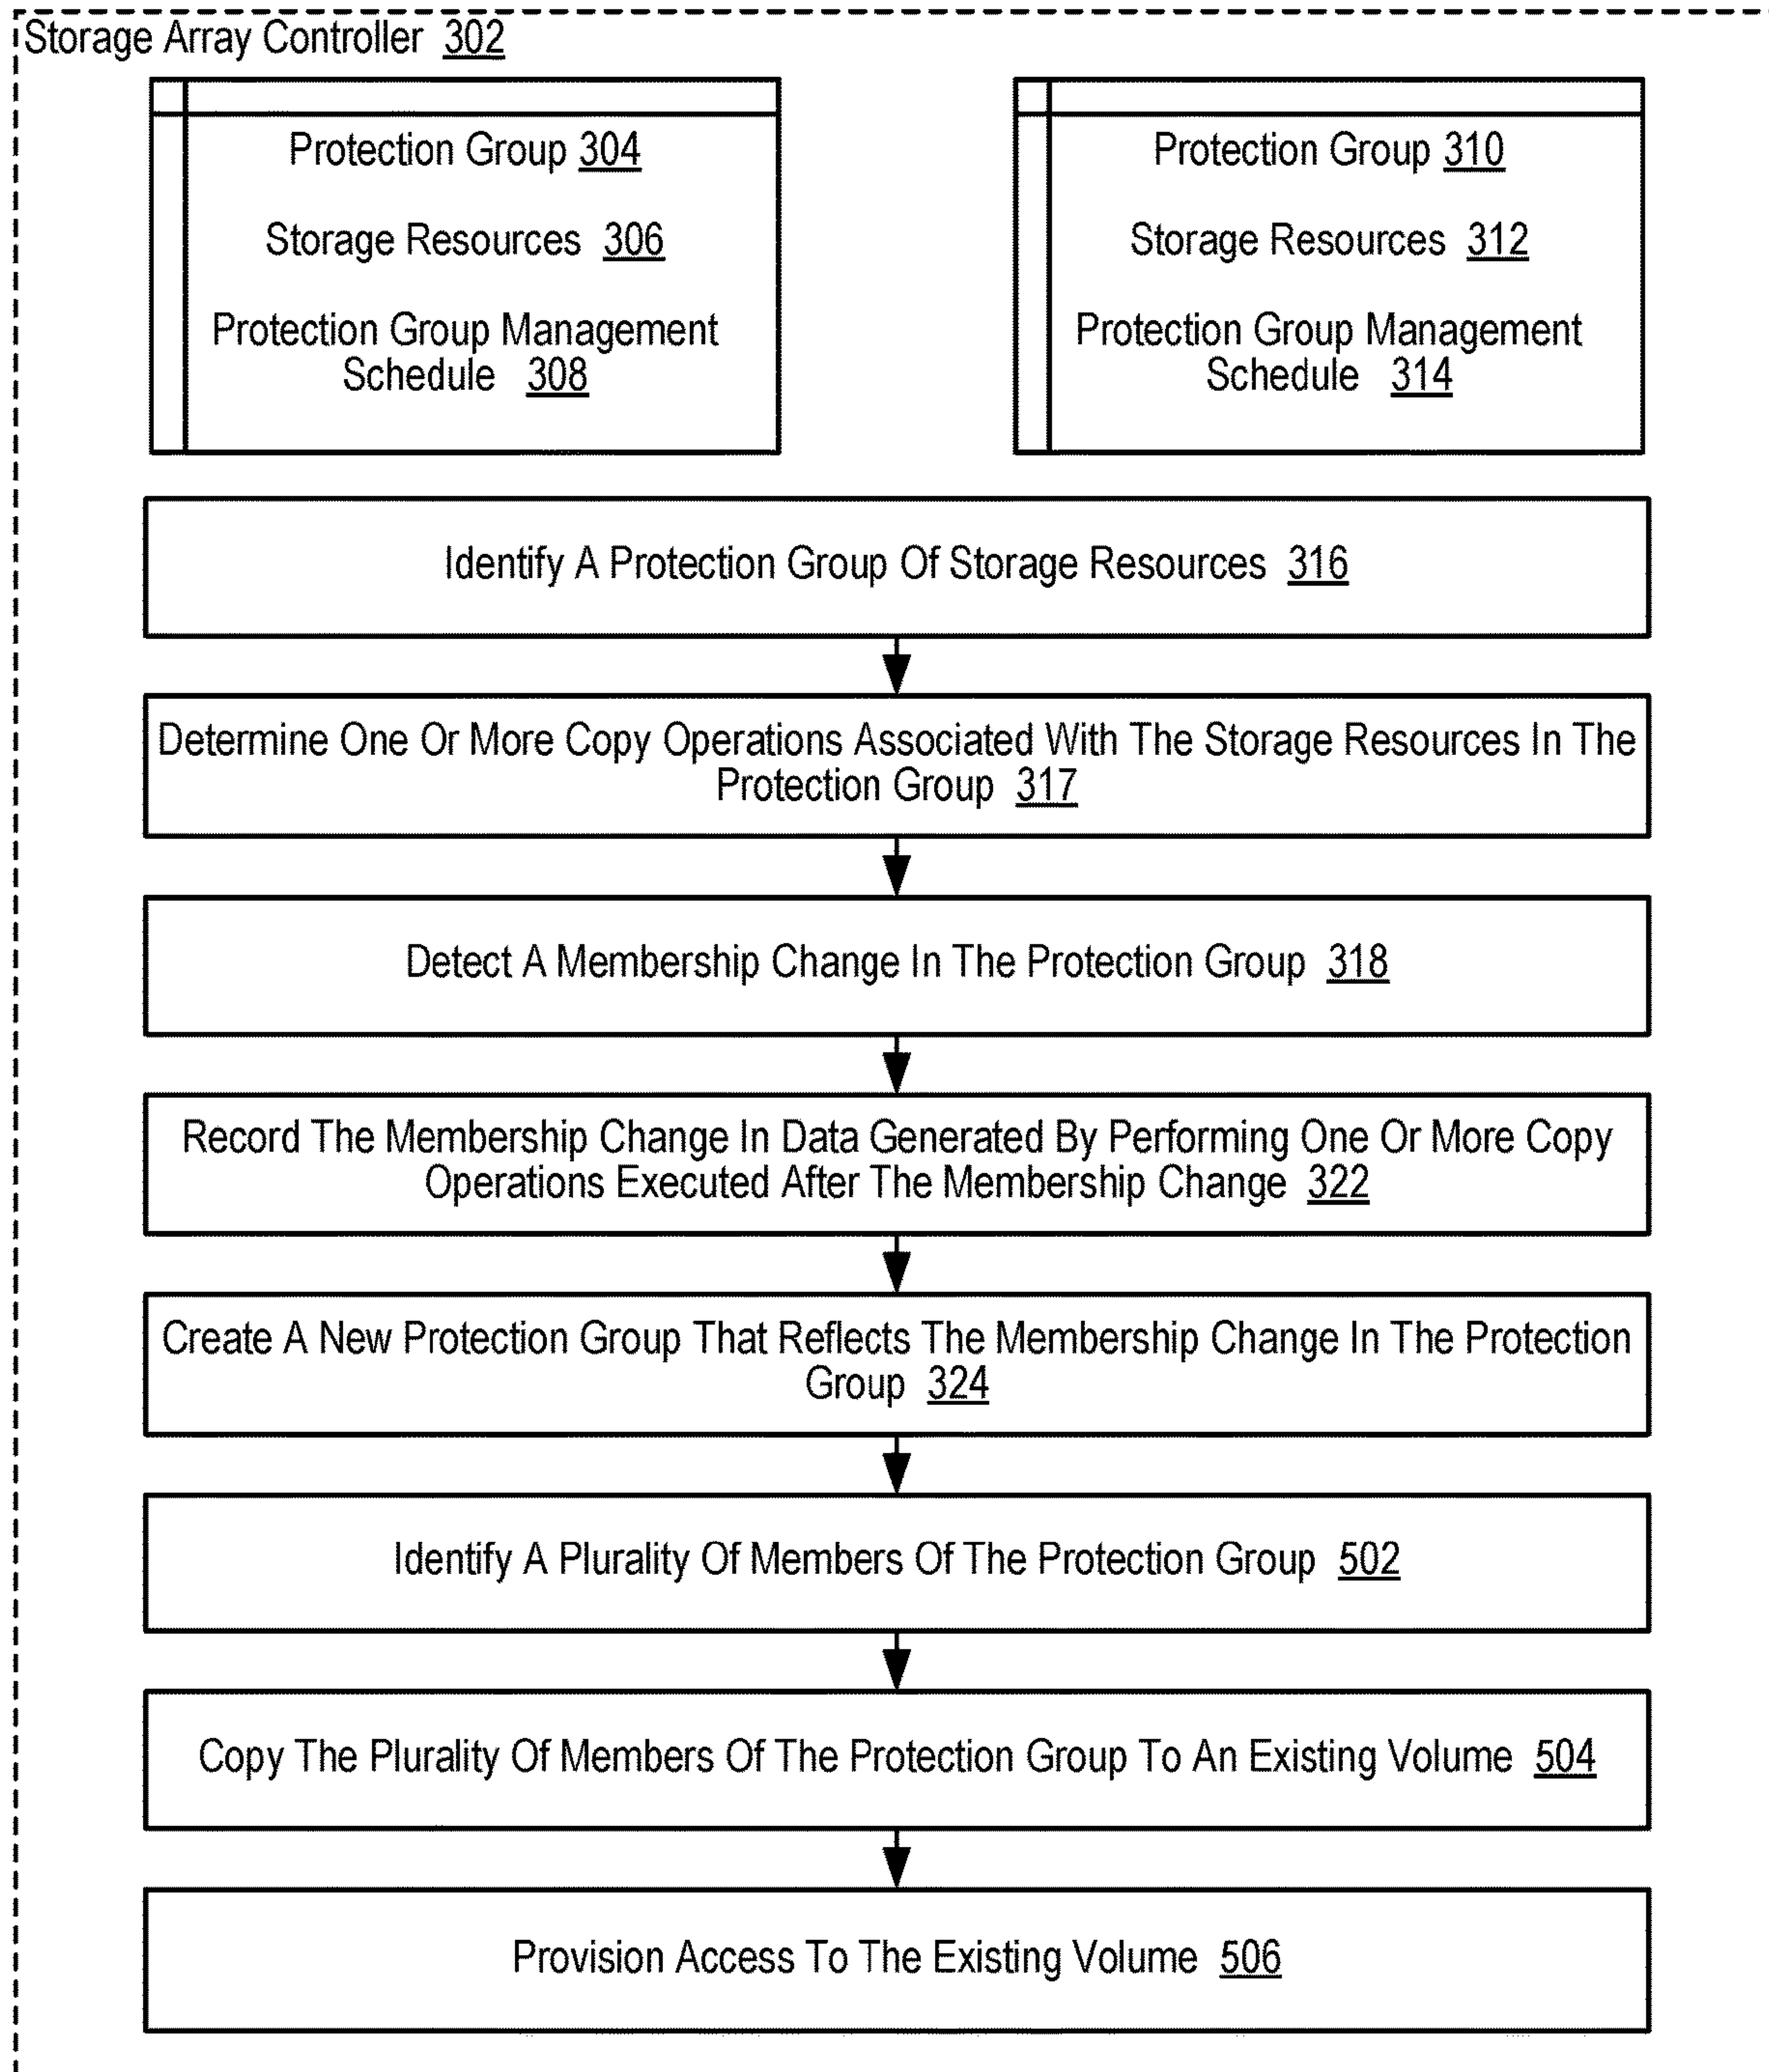 Storage Array Controller 302
Protection Group 304
Storage Resources 306
Protection Group Management
Schedule 308
Protection Group 310
Storage Resources 312
Protection Group Management
Schedule 314
Identify A Protection Group Of Storage Resources 316
Determine One Or More Copy Operations Associated With The Storage Resources In The
Protection Group 317
Detect A Membership Change In The Protection Group 318
Record The Membership Change In Data Generated By Performing One Or More Copy
Operations Executed After The Membership Change 322
Create A New Protection Group That Reflects The Membership Change In The Protection
Group 324
Identify A Plurality Of Members Of The Protection Group 502
Copy The Plurality Of Members Of The Protection Group To An Existing Volume 504
Provision Access To The Existing Volume 506